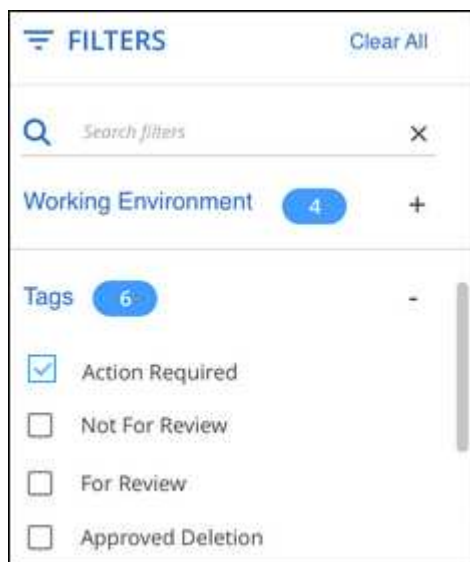 FILTERS Clear All
Search filters
Working Environment 4 +
Tags 6 -
Action Required
Not For Review
For Review
Approved Deletion